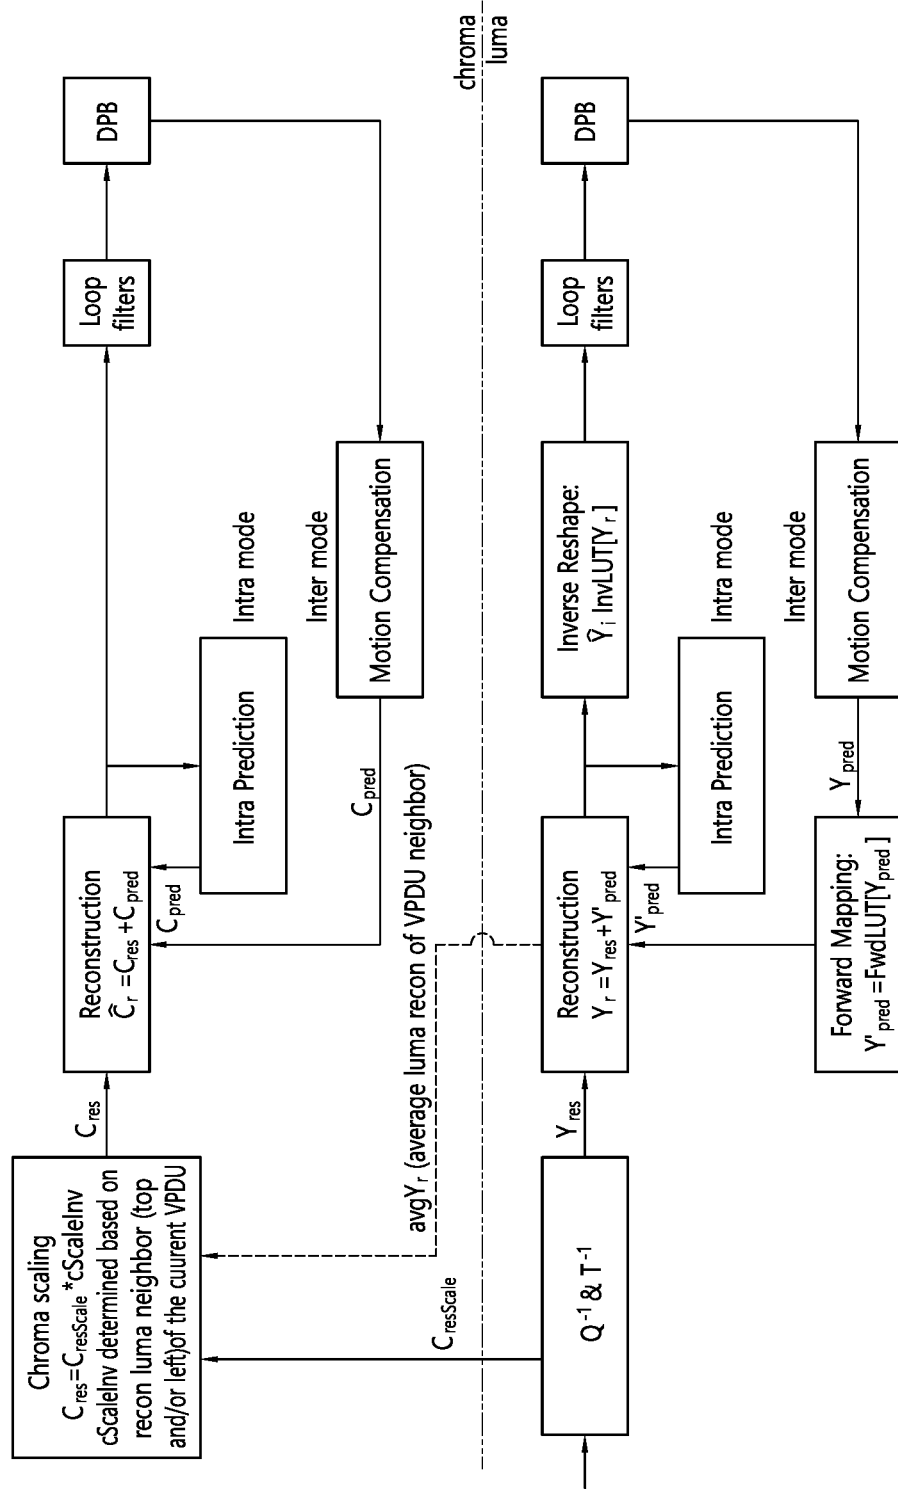 Chroma scaling
C_res=C_resScale *cScaleInv
cScaleInv determined based on
recon luma neighbor (top
and/or left)of the cuurent VPDU
C_res
Reconstruction
Ĉ_r =C_res +C_pred
C_pred
Intra Prediction
Intra mode
Loop
filters
DPB
C_pred
Motion Compensation
Inter mode
C_resScale
avgY_r (average luma recon of VPDU neighbor)
chroma
luma
Q⁻¹ & T⁻¹
Y_res
Reconstruction
Y_r =Y_res +Y'_pred
Y'_pred
Intra Prediction
Intra mode
Inverse Reshape:
Ŷ_i InvLUT[Y_r ]
Loop
filters
DPB
Forward Mapping:
Y'_pred =FwdLUT[Y_pred ]
Y_pred
Motion Compensation
Inter mode